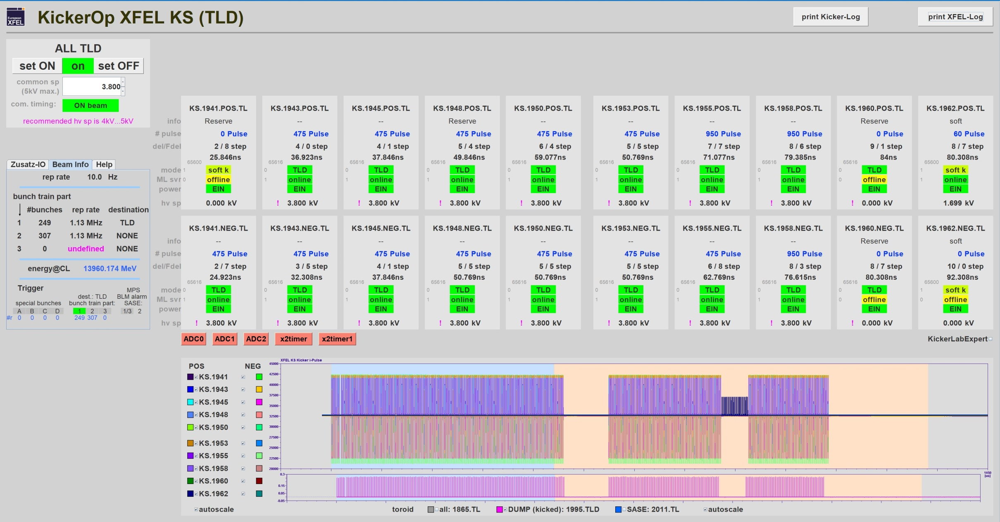 European
XFEL
KickerOp XFEL KS (TLD)
print Kicker-Log
print XFEL-Log
ALL TLD
set ON on set OFF
common sp
(5kV max.)
3.800
com. timing: ON beam
recommended hv sp is 4kV...5kV
Zusatz-IO Beam Info Help
rep rate 10.0 Hz
bunch train part
#bunches rep rate destination
1 249 1.13 MHz TLD
2 307 1.13 MHz NONE
3 0 undefined NONE
energy@CL 13960.174 MeV
Trigger
MPS
dest.: TLD BLM alarm
special bunches bunch train part: SASE:
A B C D 1 2 3 1/3 2
#r 0 0 0 0 249 307 0
KS.1941.POS.TL KS.1943.POS.TL KS.1945.POS.TL KS.1948.POS.TL KS.1950.POS.TL KS.1953.POS.TL KS.1955.POS.TL KS.1958.POS.TL KS.1960.POS.TL KS.1962.POS.TL
info Reserve -- -- Reserve -- -- -- -- Reserve soft
# pulse 0 Pulse 475 Pulse 475 Pulse 475 Pulse 475 Pulse 475 Pulse 950 Pulse 950 Pulse 0 Pulse 60 Pulse
del/Fdel 2 / 8 step 4 / 0 step 4 / 1 step 5 / 4 step 6 / 4 step 5 / 5 step 7 / 7 step 8 / 6 step 9 / 1 step 8 / 7 step
25.846ns 36.923ns 37.846ns 49.846ns 59.077ns 50.769ns 71.077ns 79.385ns 84ns 80.308ns
65600 65616 65616 65616 65616 65616 65616 65616 65616 65600
mode 1 soft k 0 TLD 0 TLD 0 TLD 0 TLD 0 TLD 0 TLD 0 TLD 0 TLD 1 soft k
ML svr 0 offline 1 online 1 online 1 online 1 online 1 online 1 online 1 online 0 offline 1 online
power EIN EIN EIN EIN EIN EIN EIN EIN EIN EIN
hv sp 0.000 kV ! 3.800 kV ! 3.800 kV ! 3.800 kV ! 3.800 kV ! 3.800 kV ! 3.800 kV ! 3.800 kV ! 0.000 kV 1.699 kV
KS.1941.NEG.TL KS.1943.NEG.TL KS.1945.NEG.TL KS.1948.NEG.TL KS.1950.NEG.TL KS.1953.NEG.TL KS.1955.NEG.TL KS.1958.NEG.TL KS.1960.NEG.TL KS.1962.NEG.TL
info -- -- -- -- -- -- -- -- Reserve soft
# pulse 475 Pulse 475 Pulse 475 Pulse 475 Pulse 475 Pulse 475 Pulse 475 Pulse 950 Pulse 0 Pulse 0 Pulse
del/Fdel 2 / 7 step 3 / 5 step 4 / 1 step 5 / 5 step 5 / 5 step 5 / 5 step 6 / 8 step 8 / 3 step 8 / 7 step 10 / 0 step
24.923ns 32.308ns 37.846ns 50.769ns 50.769ns 50.769ns 62.769ns 76.615ns 80.308ns 92.308ns
65616 65616 65616 65616 65616 65616 65616 65616 65616 65600
mode 0 TLD 0 TLD 0 TLD 0 TLD 0 TLD 0 TLD 0 TLD 0 TLD 0 TLD 1 soft k
ML svr 1 online 1 online 1 online 1 online 1 online 1 online 1 online 1 online 0 offline 0 offline
power EIN EIN EIN EIN EIN EIN EIN EIN EIN EIN
hv sp ! 3.800 kV ! 3.800 kV ! 3.800 kV ! 3.800 kV ! 3.800 kV ! 3.800 kV ! 3.800 kV ! 3.800 kV ! 0.000 kV 0.000 kV
ADC0 ADC1 ADC2 x2timer x2timer1
KickerLabExpert
POS NEG
KS.1941
KS.1943
KS.1945
KS.1948
KS.1950
KS.1953
KS.1955
KS.1958
KS.1960
KS.1962
autoscale
XFEL KS Kicker i-Pulse
45000
42500
40000
37500
35000
32500
30000
27500
25000
22500
20000
1450
[us]
0.3
0.15
0.05
-0.05
toroid all: 1865.TL DUMP (kicked): 1995.TLD SASE: 2011.TL autoscale